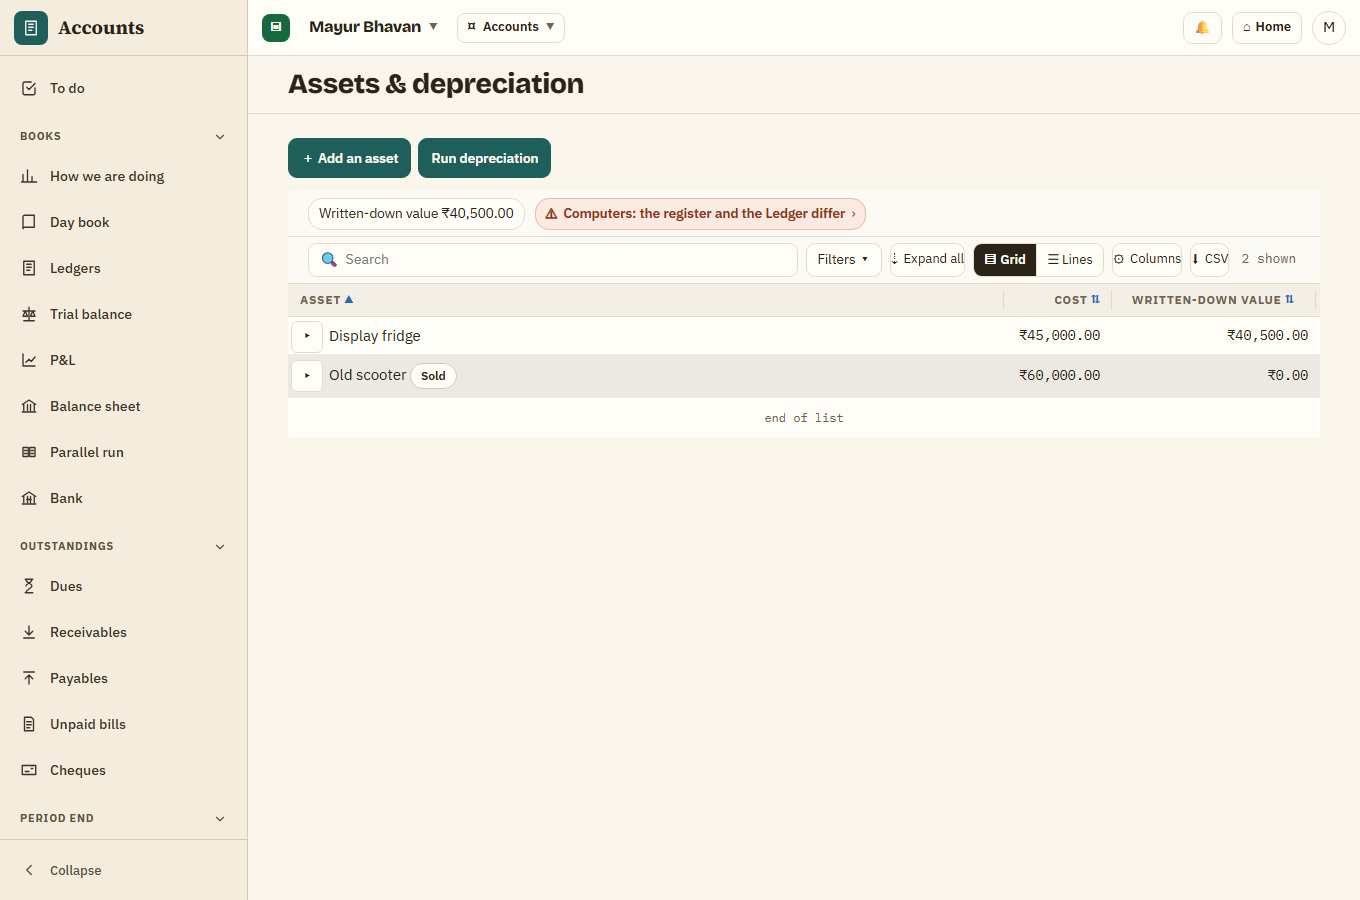 Accounts
Mayur Bhavan ▼
¤ Accounts ▼
⌂ Home
M
To do
BOOKS
How we are doing
Day book
Ledgers
Trial balance
P&L
Balance sheet
Parallel run
Bank
OUTSTANDINGS
Dues
Receivables
Payables
Unpaid bills
Cheques
PERIOD END
Collapse
Assets & depreciation
+ Add an asset
Run depreciation
Written-down value ₹40,500.00
⚠ Computers: the register and the Ledger differ ›
Search
Filters ▾
⇣ Expand all
▤ Grid
☰ Lines
⚙ Columns
⬇ CSV
2 shown
ASSET ▲
COST ⇅
WRITTEN-DOWN VALUE ⇅
▸ Display fridge ₹45,000.00 ₹40,500.00
▸ Old scooter Sold ₹60,000.00 ₹0.00
end of list